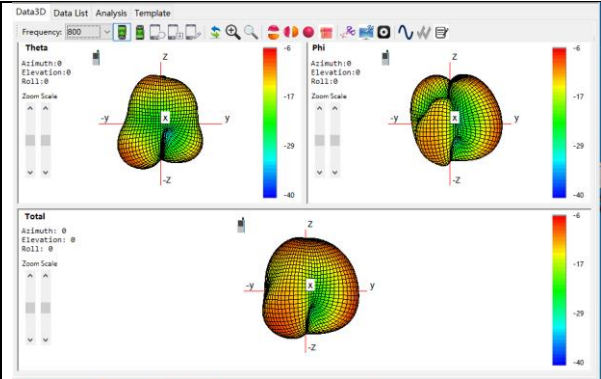 Data3D Data List Analysis Template
Frequency: 800
Theta
Azimuth:0
Elevation:0
Roll:0
Zoom Scale
Z
-y
X
y
-Z
-6
-17
-29
-40
Phi
Azimuth:0
Elevation:0
Roll:0
Zoom Scale
Z
-y
X
y
-Z
-6
-17
-29
-40
Total
Azimuth: 0
Elevation: 0
Roll: 0
Zoom Scale
Z
-y
X
y
-Z
-6
-17
-29
-40